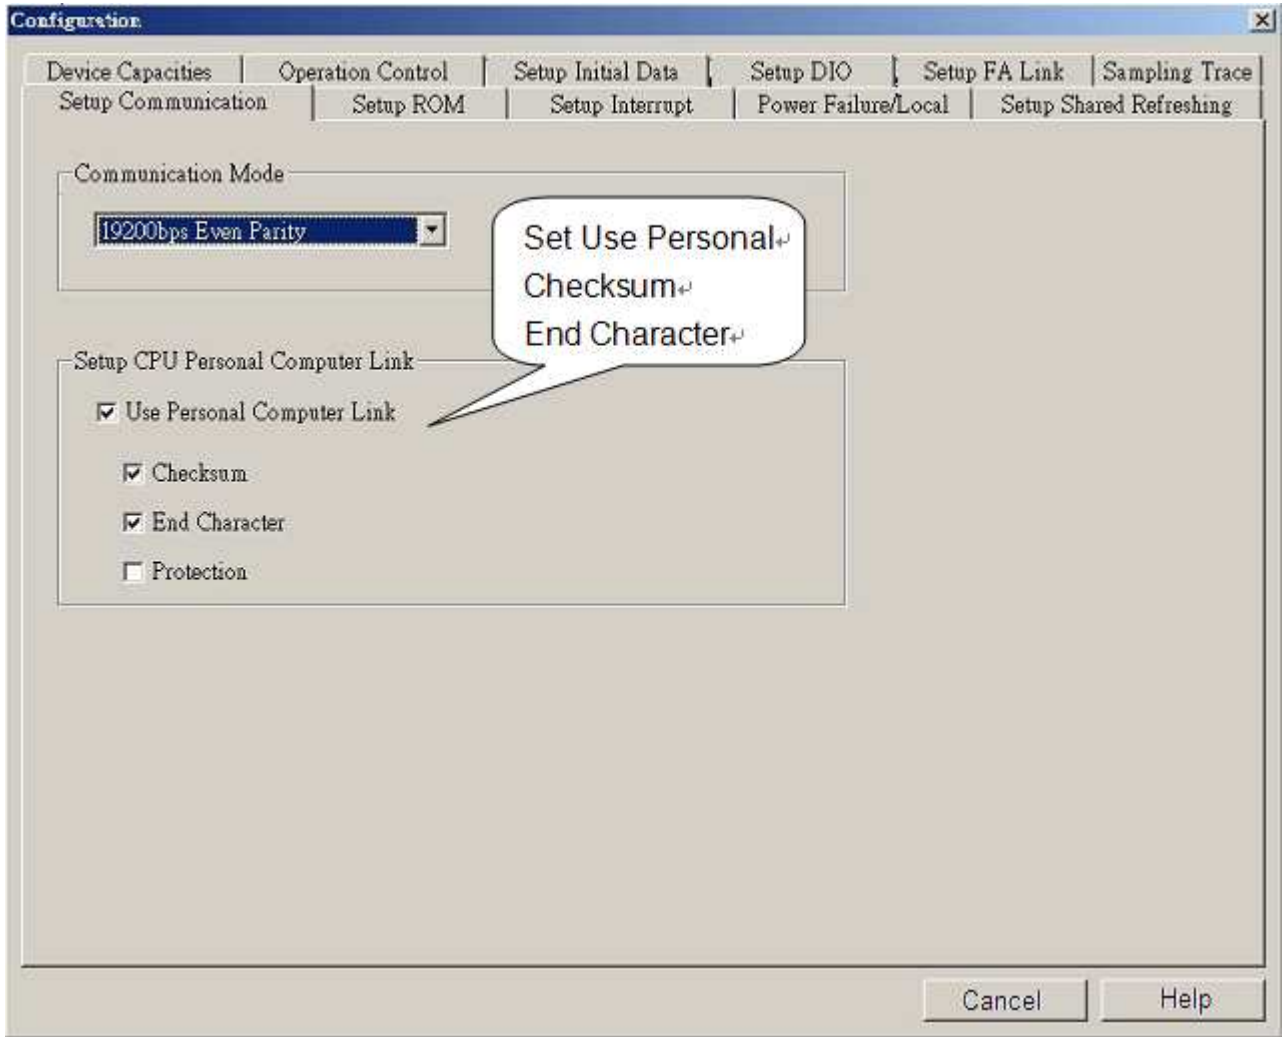 Configuration
Device Capacities Operation Control Setup Initial Data Setup DIO Setup FA Link Sampling Trace
Setup Communication Setup ROM Setup Interrupt Power Failure/Local Setup Shared Refreshing
Communication Mode
19200bps Even Parity
Set Use Personal
Checksum
End Character
Setup CPU Personal Computer Link
Use Personal Computer Link
Checksum
End Character
Protection
Cancel Help